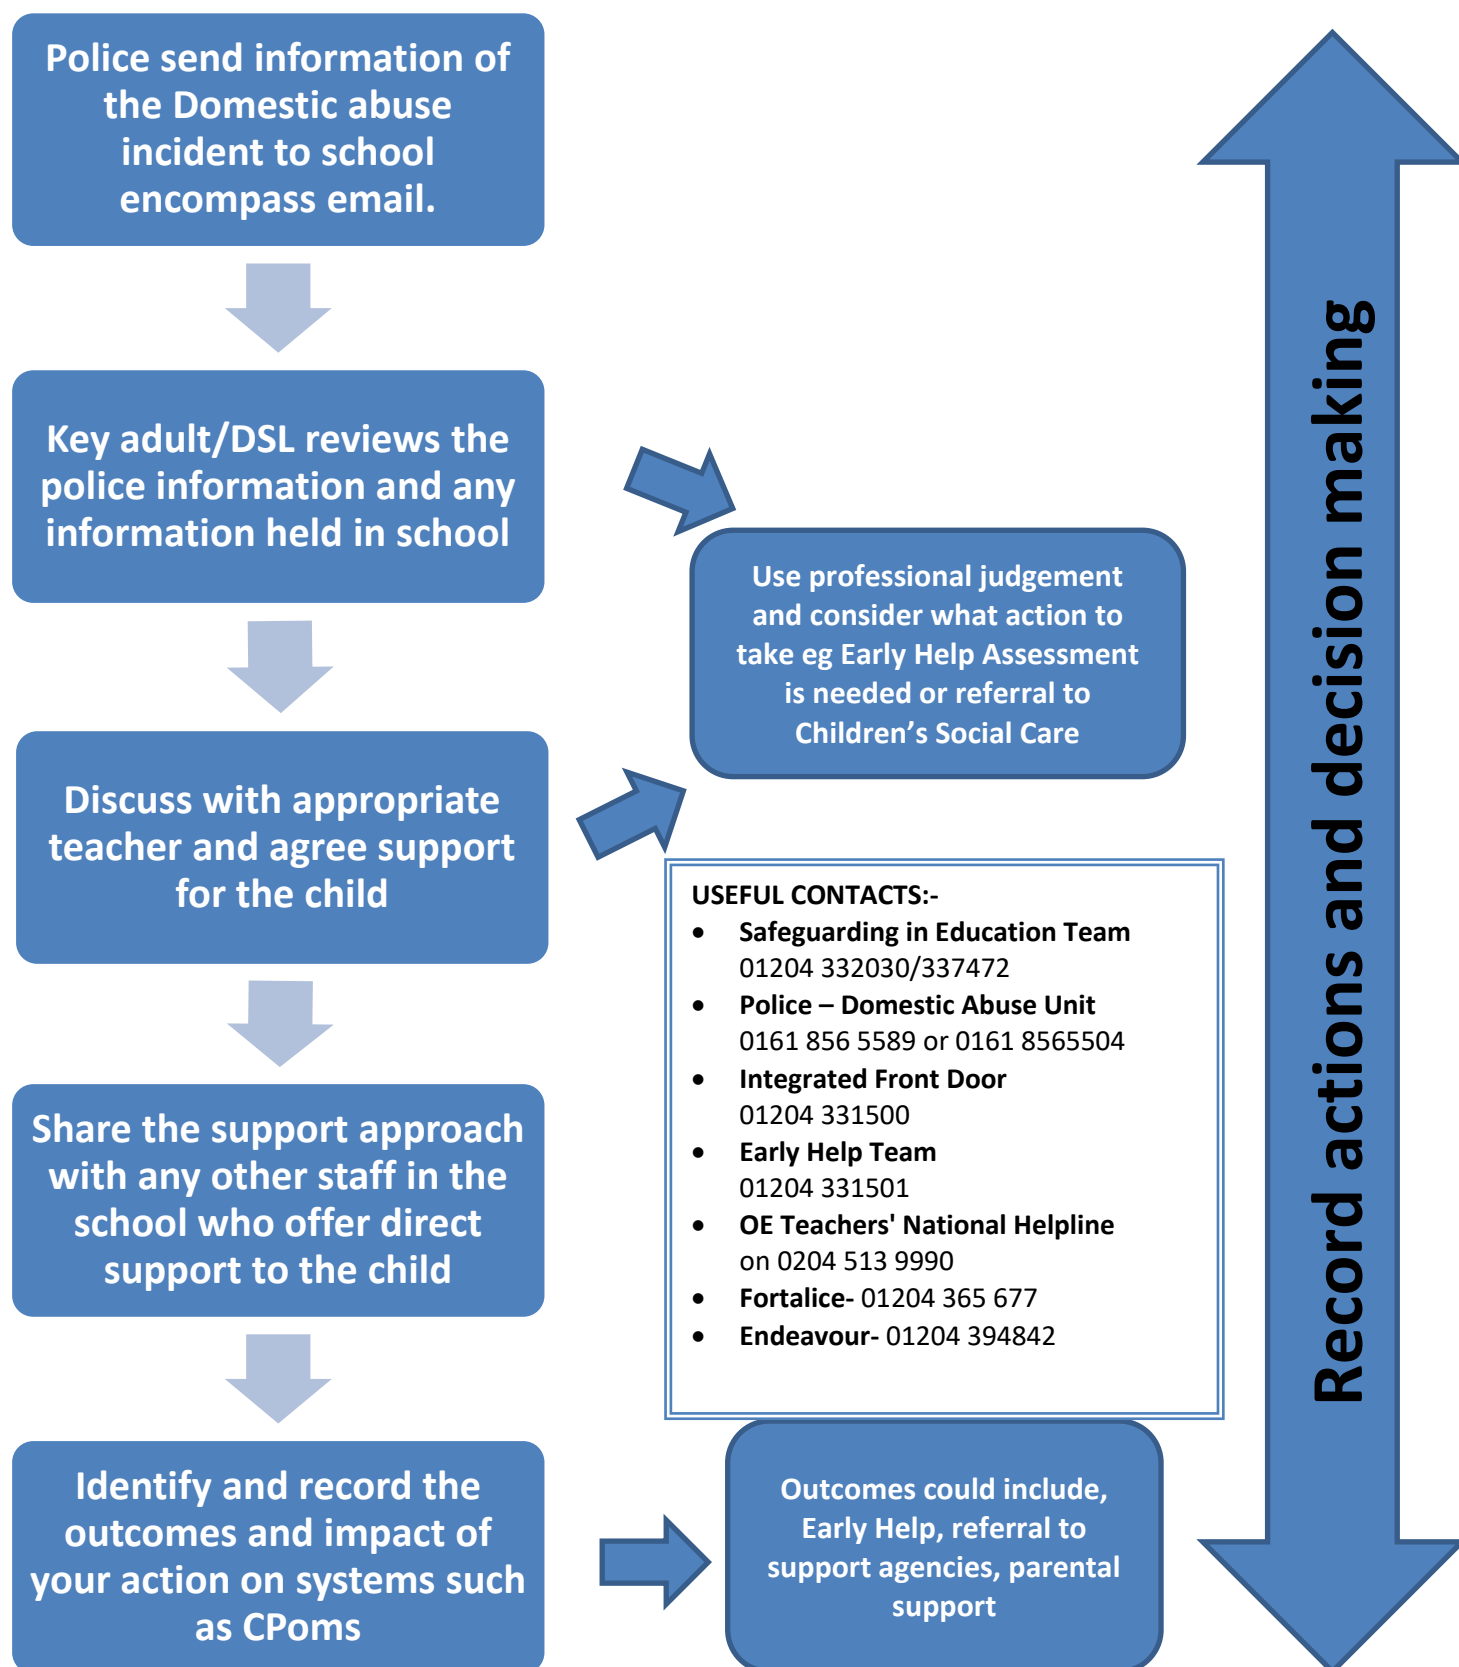 Police send information of
the Domestic abuse
incident to school
encompass email.
Key adult/DSL reviews the
police information and any
information held in school
Use professional judgement
and consider what action to
take eg Early Help Assessment
is needed or referral to
Children’s Social Care
Discuss with appropriate
teacher and agree support
for the child
Share the support approach
with any other staff in the
school who offer direct
support to the child
USEFUL CONTACTS:-
• Safeguarding in Education Team
01204 332030/337472
• Police – Domestic Abuse Unit
0161 856 5589 or 0161 8565504
• Integrated Front Door
01204 331500
• Early Help Team
01204 331501
• OE Teachers' National Helpline
on 0204 513 9990
• Fortalice- 01204 365 677
• Endeavour- 01204 394842
Identify and record the
outcomes and impact of
your action on systems such
as CPoms
Outcomes could include,
Early Help, referral to
support agencies, parental
support
Record actions and decision making